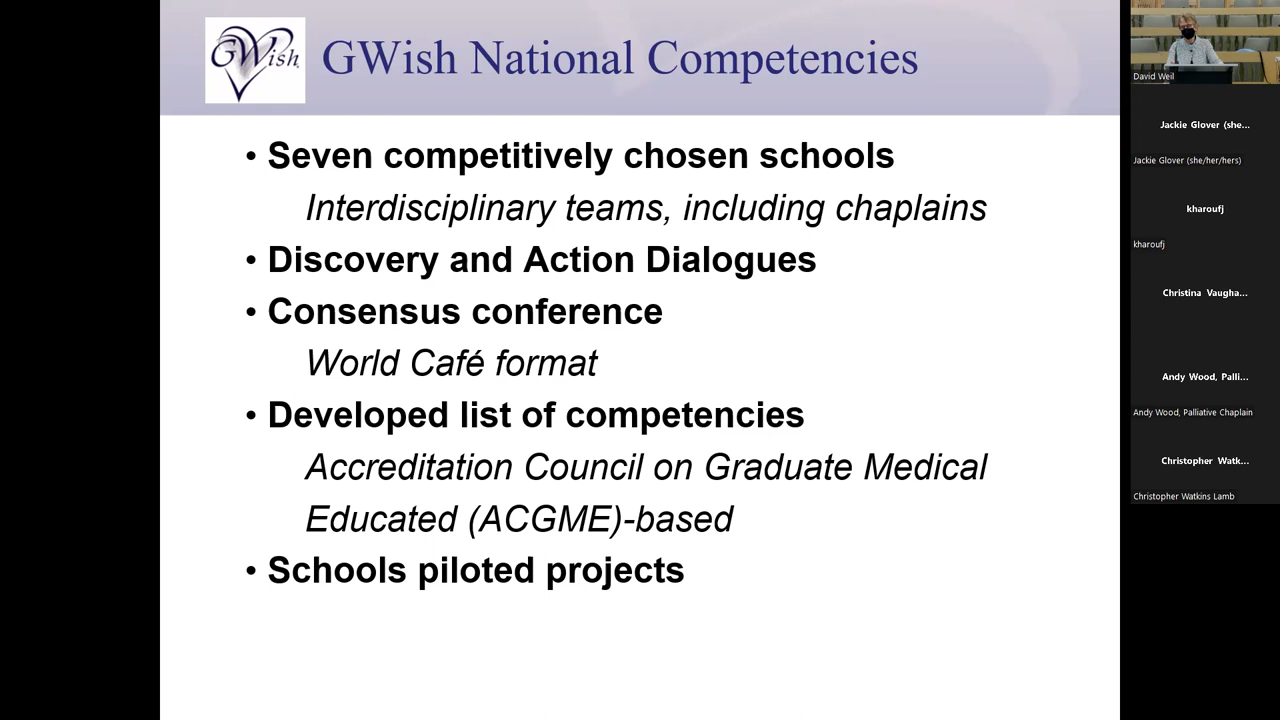 GWish
GWish National Competencies
• Seven competitively chosen schools
Interdisciplinary teams, including chaplains
• Discovery and Action Dialogues
• Consensus conference
World Café format
• Developed list of competencies
Accreditation Council on Graduate Medical
Educated (ACGME)-based
• Schools piloted projects
David Weil
Jackie Glover (she...
Jackie Glover (she/her/hers)
kharoufj
kharoufj
Christina Vaugha...
Andy Wood, Palli...
Andy Wood, Palliative Chaplain
Christopher Watk...
Christopher Watkins Lamb